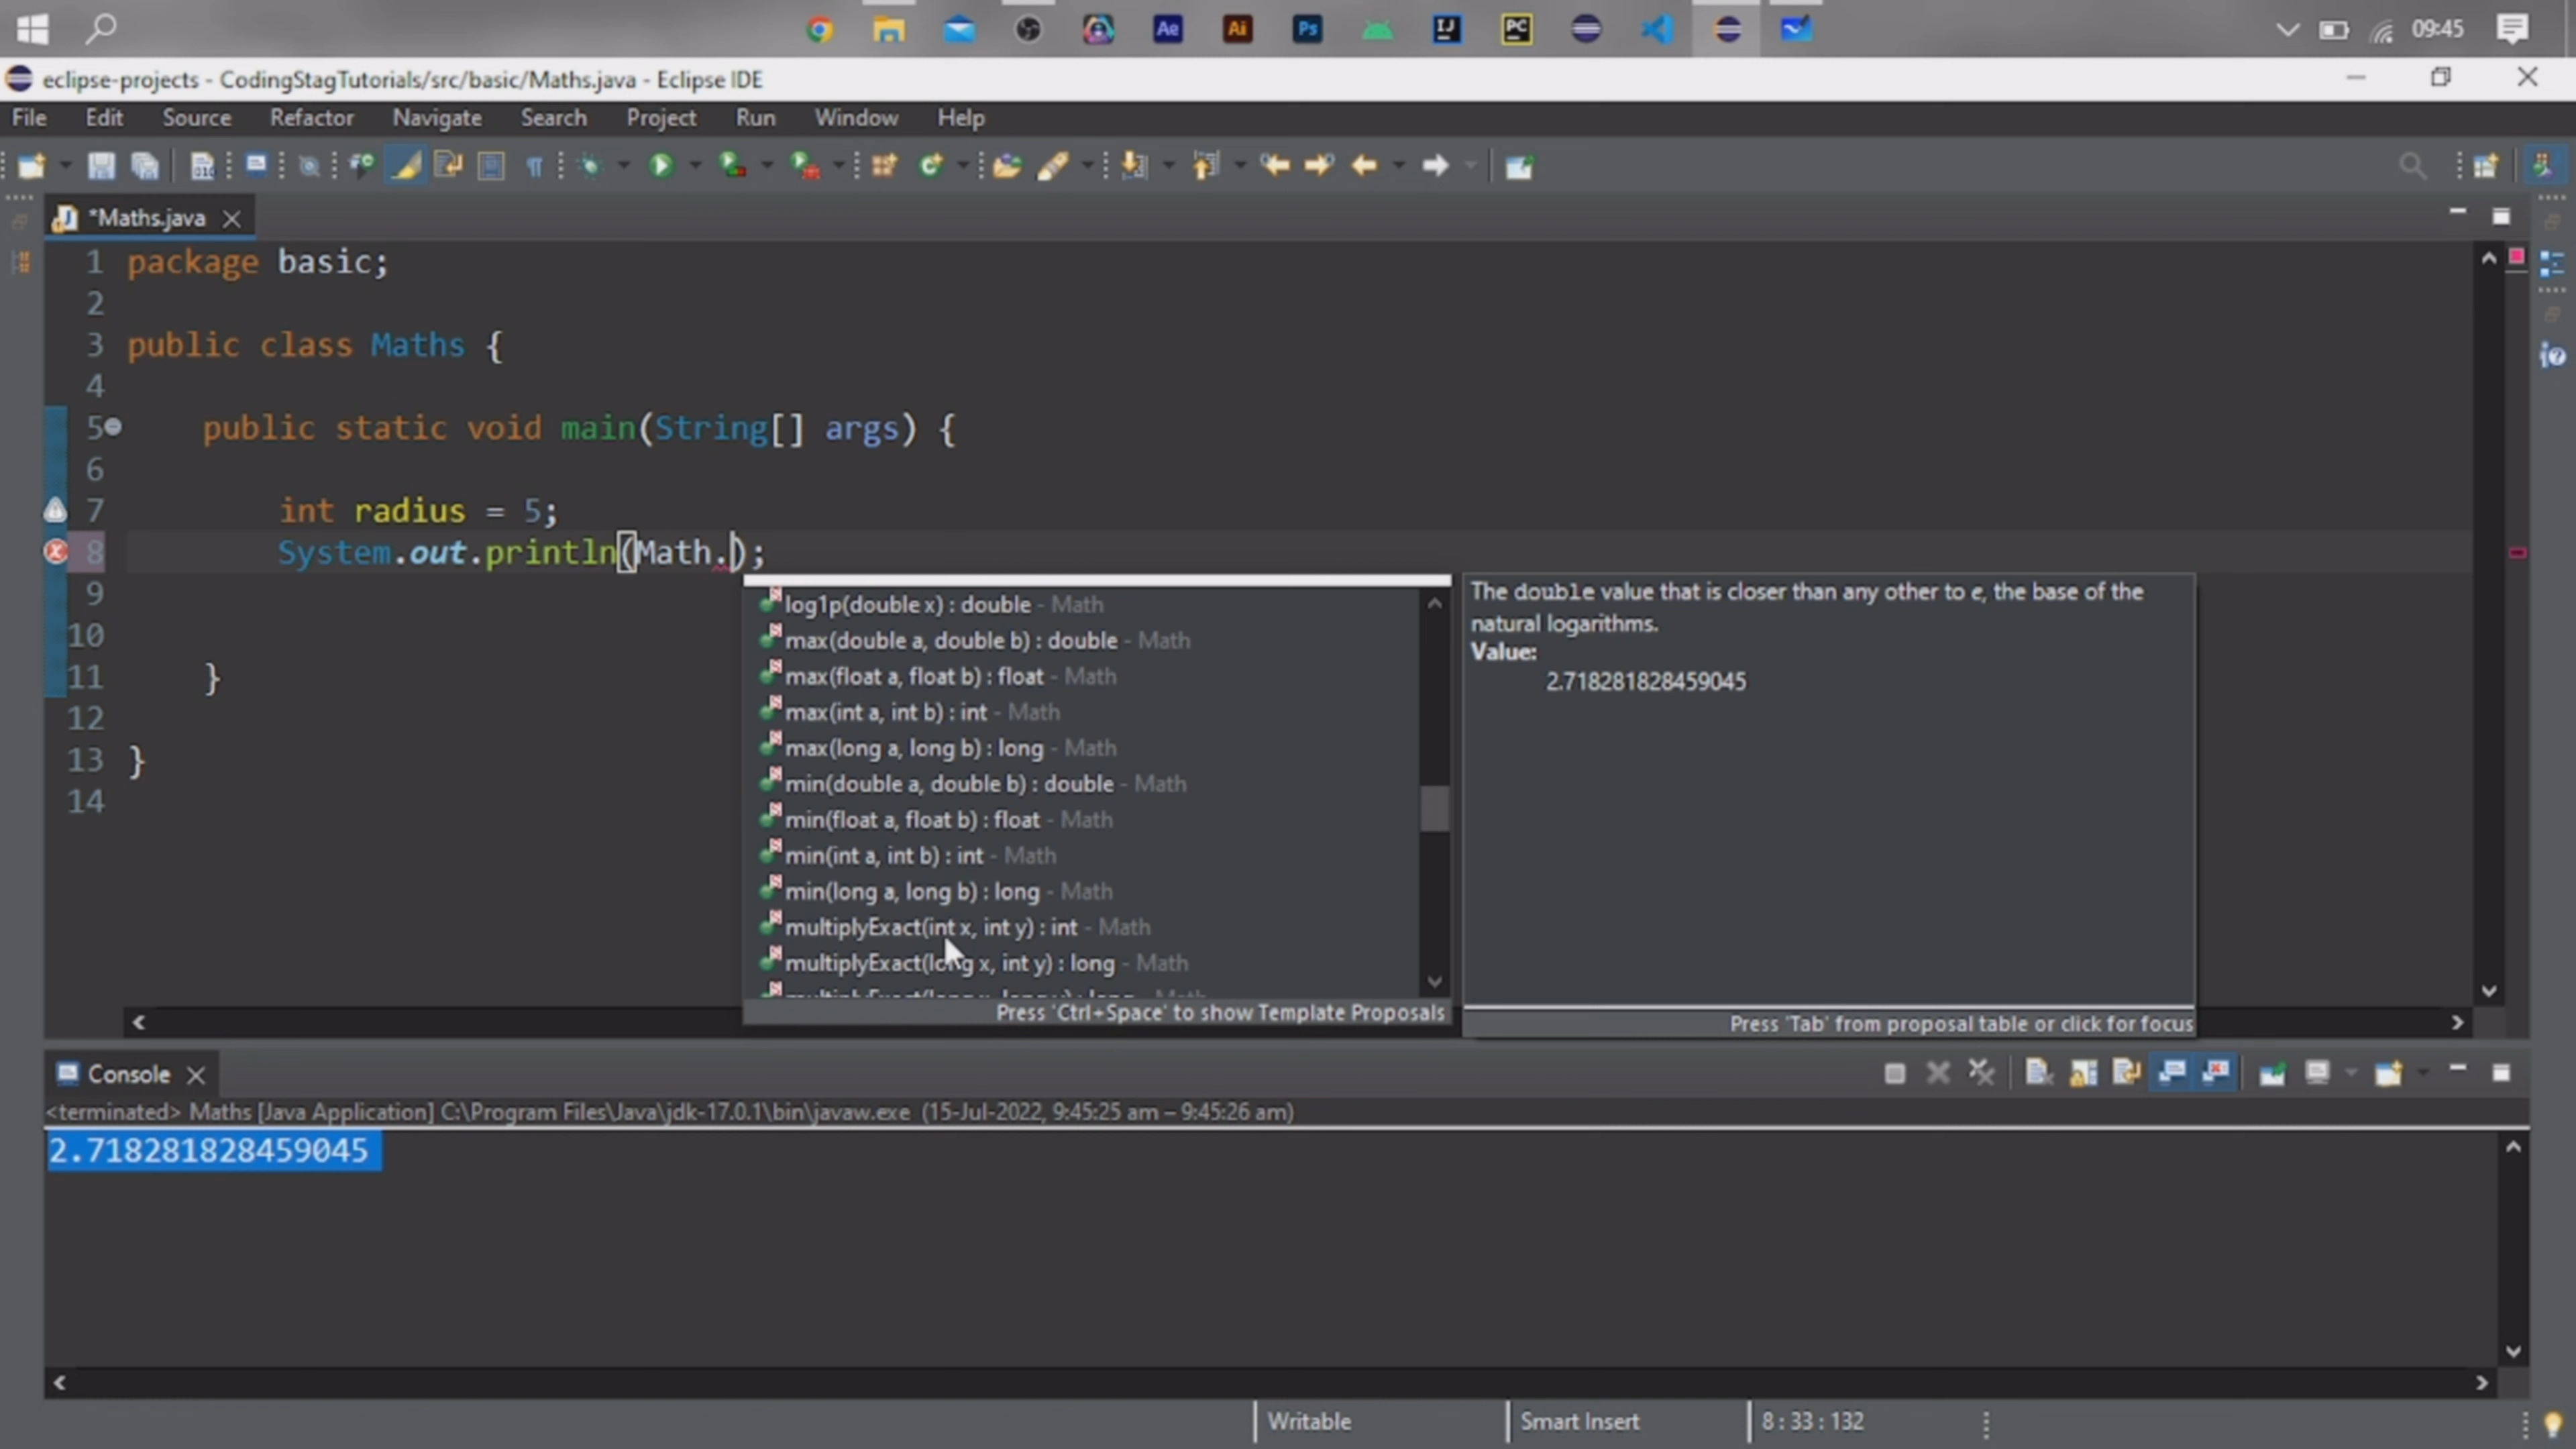 Ae
Ai
Ps
IJ
PC
09:45
eclipse-projects - CodingStagTutorials/src/basic/Maths.java - Eclipse IDE
File Edit Source Refactor Navigate Search Project Run Window Help
*Maths.java
1 package basic;
2
3 public class Maths {
4
5 public static void main(String[] args) {
6
7 int radius = 5;
8 System.out.println(Math.);
9
10
11 }
12
13 }
14
log1p(double x) : double - Math
max(double a, double b) : double - Math
max(float a, float b) : float - Math
max(int a, int b) : int - Math
max(long a, long b) : long - Math
min(double a, double b) : double - Math
min(float a, float b) : float - Math
min(int a, int b) : int - Math
min(long a, long b) : long - Math
multiplyExact(int x, int y) : int - Math
multiplyExact(long x, int y) : long - Math
Press 'Ctrl+Space' to show Template Proposals
The double value that is closer than any other to e, the base of the
natural logarithms.
Value:
2.718281828459045
Press 'Tab' from proposal table or click for focus
Console
<terminated> Maths [Java Application] C:\Program Files\Java\jdk-17.0.1\bin\javaw.exe (15-Jul-2022, 9:45:25 am – 9:45:26 am)
2.718281828459045
Writable
Smart Insert
8 : 33 : 132